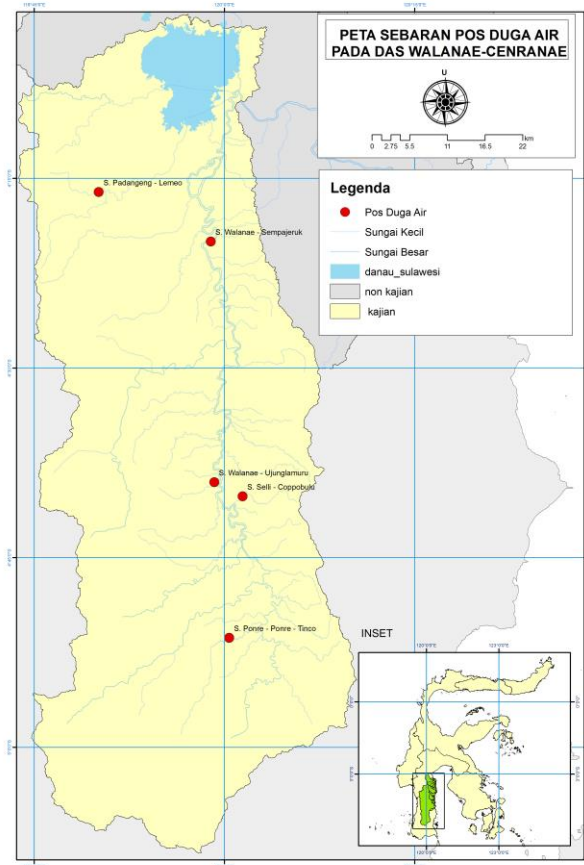 PETA SEBARAN POS DUGA AIR
PADA DAS WALANAE-CENRANAE
U
km
0 2.75 5.5 11 16.5 22
Legenda
Pos Duga Air
Sungai Kecil
Sungai Besar
danau_sulawesi
non kajian
kajian
S. Padangeng - Lemeo
S. Walanae - Sempajeruk
S. Walanae - Ujunglamuru
S. Selli - Coppobulu
S. Ponre - Ponre - Tinco
INSET